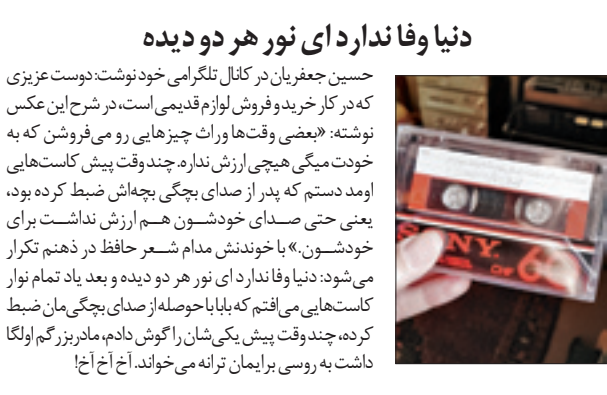 دنیا وفا ندارد ای نور هر دو دیده
حسین جعفریان در کانال تلگرامی خود نوشت: دوست عزیزی
که در کار خرید و فروش لوازم قدیمی است، در شرح این عکس
نوشته: «بعضی وقت‌ها وراث چیزهایی رو می‌فروشن که به
خودت میگی هیچی ارزش نداره. چند وقت پیش کاست‌هایی
اومد دستم که پدر از صدای بچگی بچه‌اش ضبط کرده بود،
یعنی حتی صدای خودشون هم ارزش نداشت برای
خودشون.» با خوندنش مدام شعر حافظ در ذهنم تکرار
می‌شود: دنیا وفا ندارد ای نور هر دو دیده و بعد یاد تمام نوار
کاست‌هایی می‌افتم که بابا با حوصله از صدای بچگی‌مان ضبط
کرده، چند وقت پیش یکی‌شان را گوش دادم، مادربزرگم اولگا
داشت به روسی برایمان ترانه می‌خواند. آخ آخ آخ!
SONY